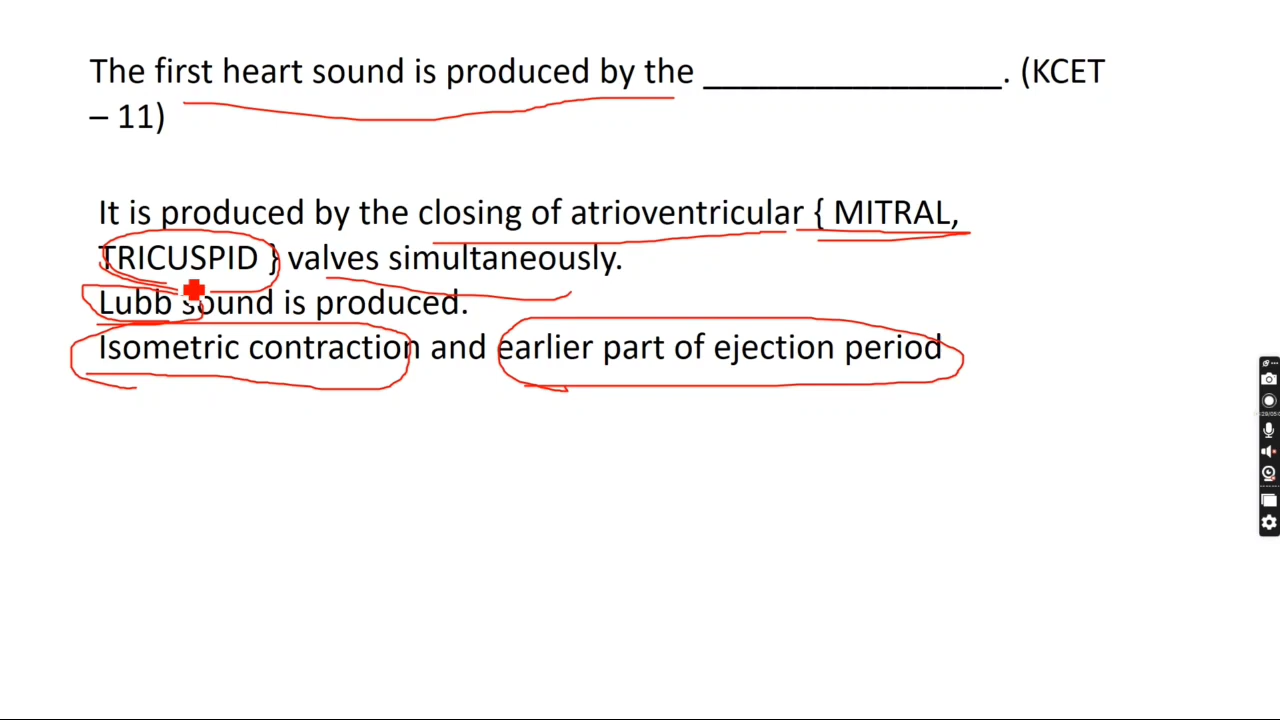 The first heart sound is produced by the ________________. (KCET
– 11)
It is produced by the closing of atrioventricular { MITRAL,
TRICUSPID } valves simultaneously.
Lubb sound is produced.
Isometric contraction and earlier part of ejection period